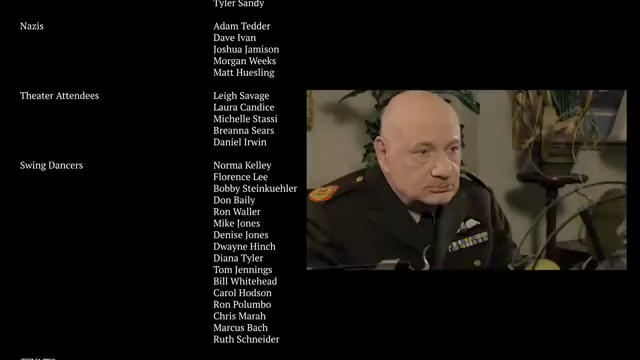 Tyler Sandy
Nazis Adam Tedder
Dave Ivan
Joshua Jamison
Morgan Weeks
Matt Huesling
Theater Attendees Leigh Savage
Laura Candice
Michelle Stassi
Breanna Sears
Daniel Irwin
Swing Dancers Norma Kelley
Florence Lee
Bobby Steinkuehler
Don Baily
Ron Waller
Mike Jones
Denise Jones
Dwayne Hinch
Diana Tyler
Tom Jennings
Bill Whitehead
Carol Hodson
Ron Polumbo
Chris Marah
Marcus Bach
Ruth Schneider